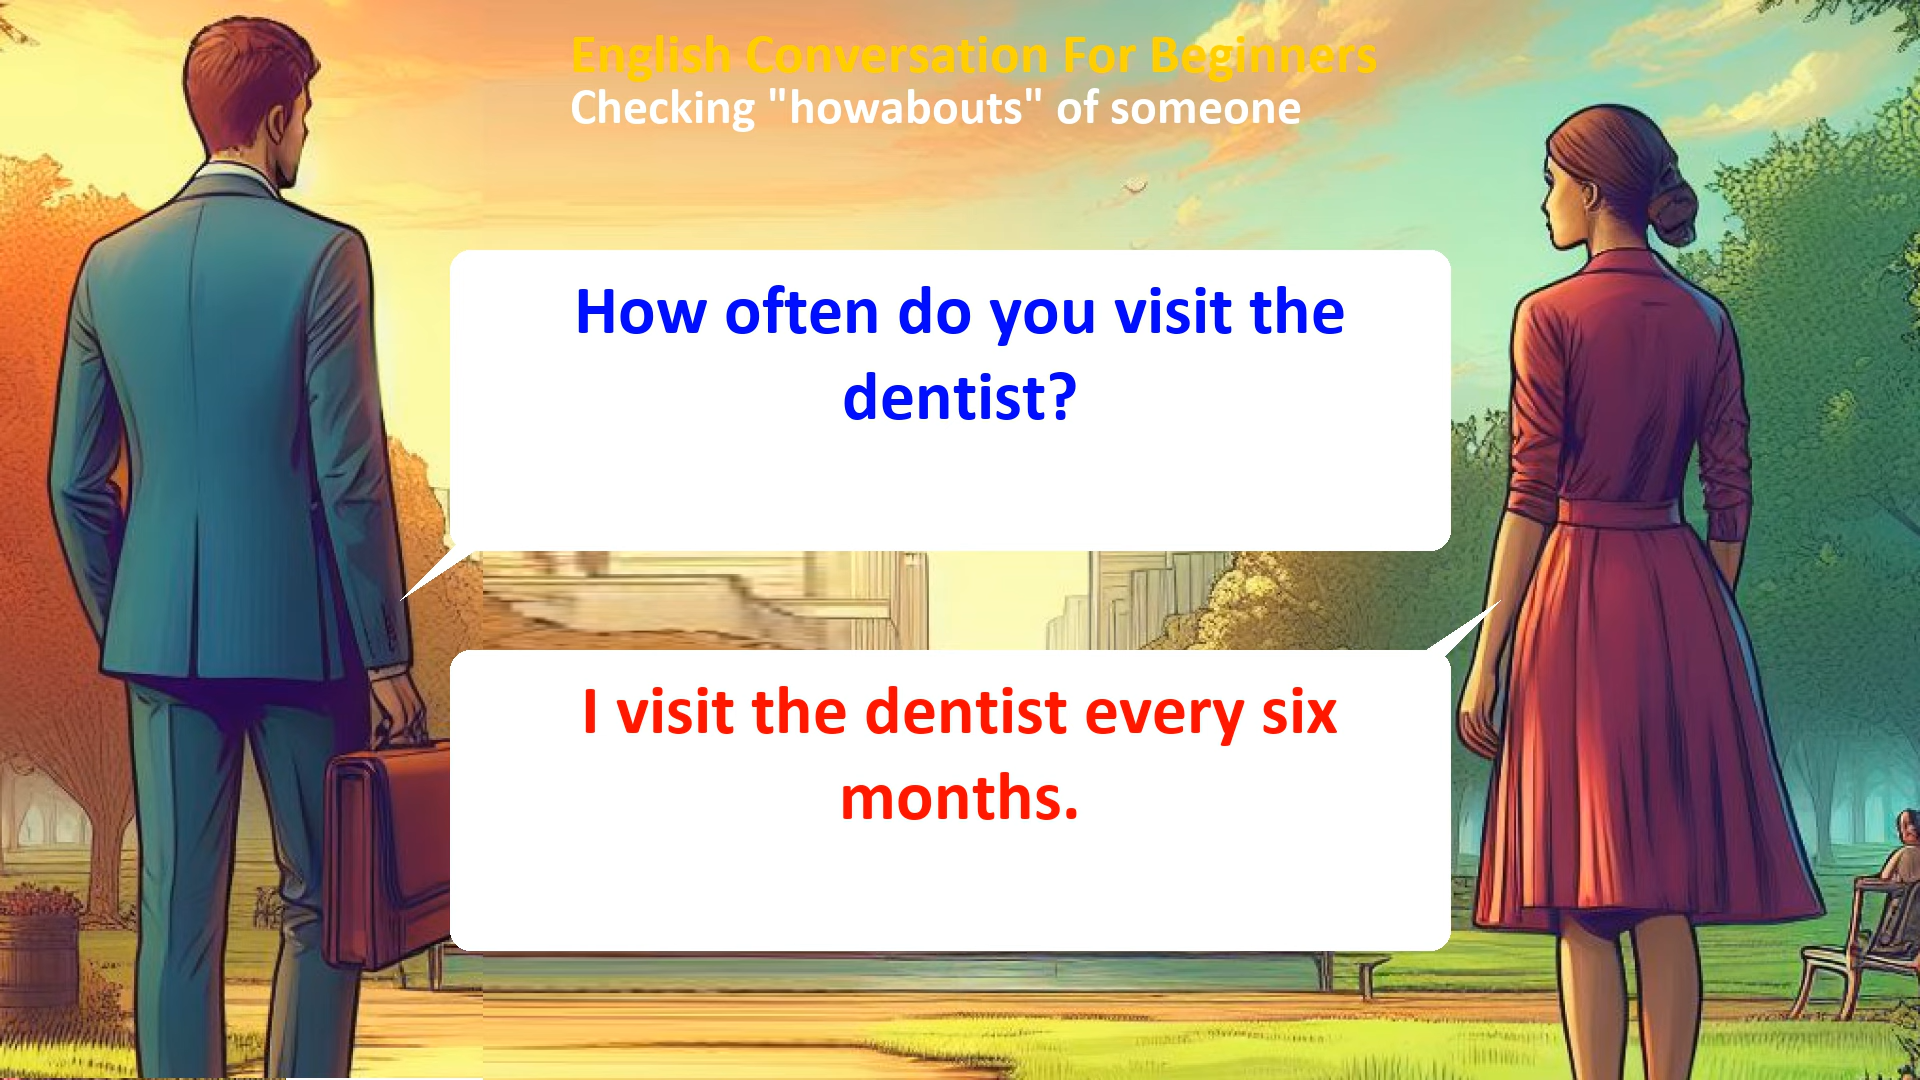 English Conversation For Beginners
Checking "howabouts" of someone
How often do you visit the
dentist?
I visit the dentist every six
months.